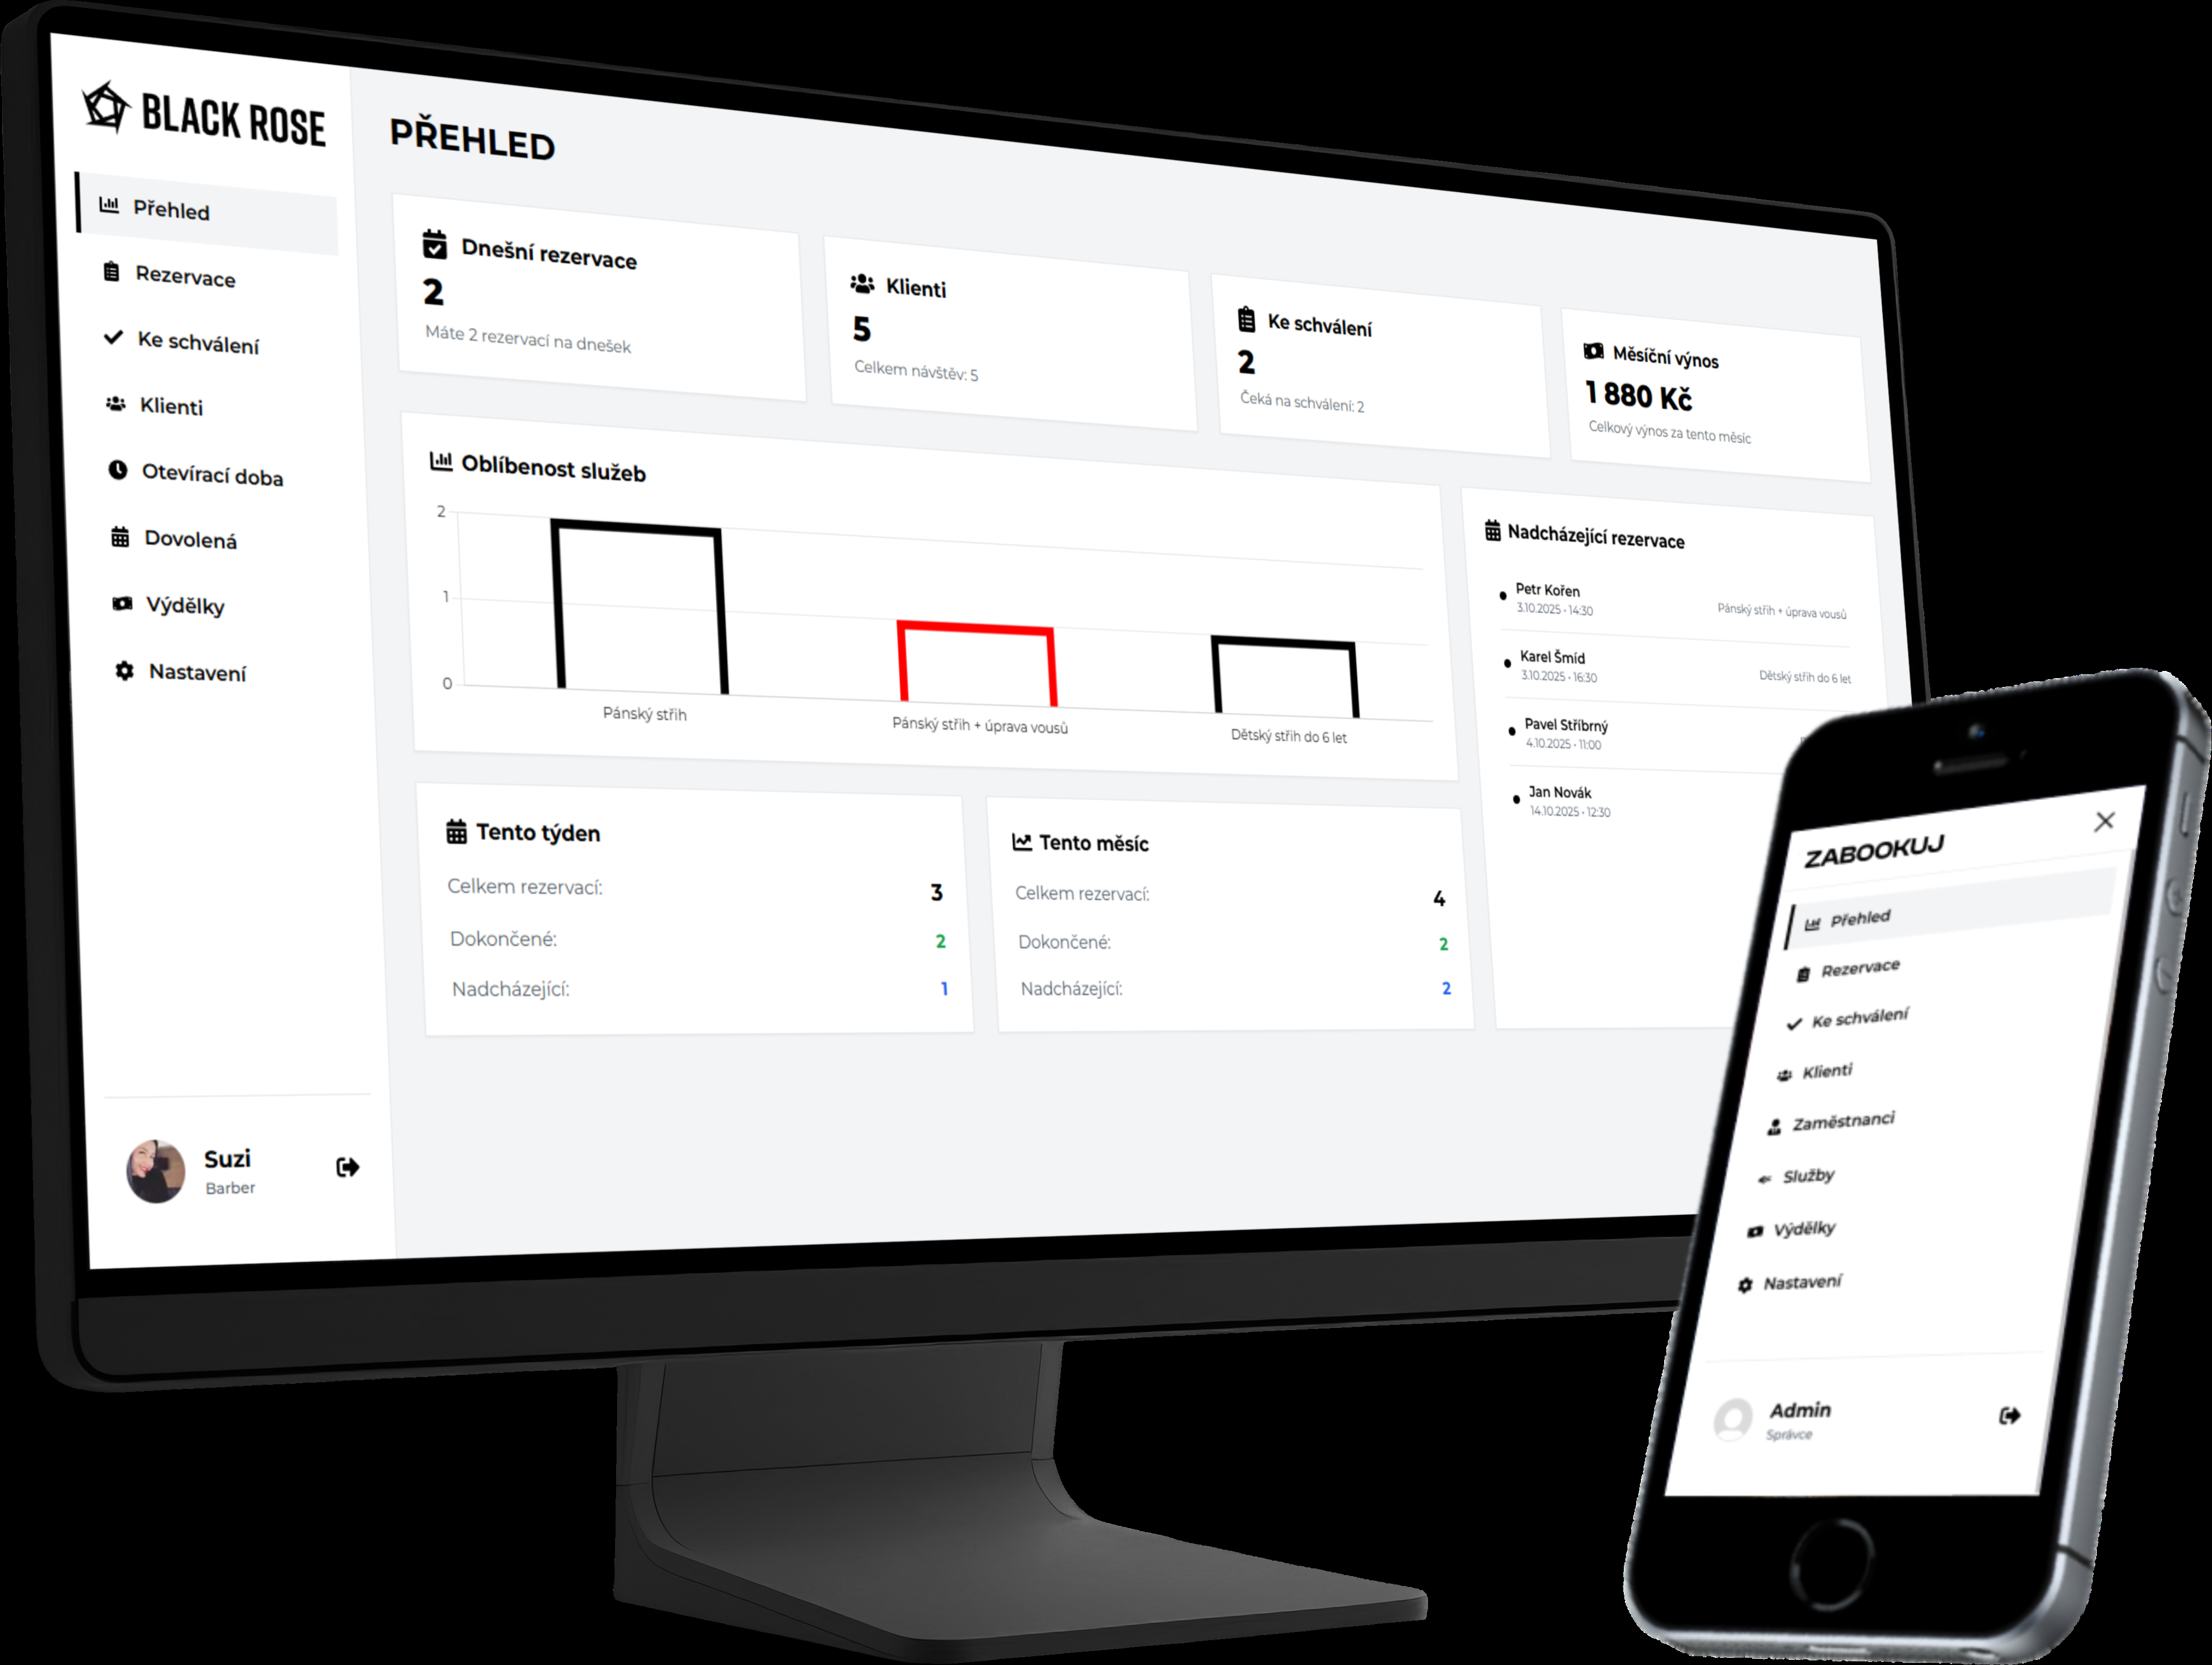 BLACK ROSE
Přehled
Rezervace
Ke schválení
Klienti
Otevírací doba
Dovolená
Výdělky
Nastavení
Suzi
Barber
PŘEHLED
Dnešní rezervace
2
Máte 2 rezervací na dnešek
Klienti
5
Celkem návštěv: 5
Ke schválení
2
Čeká na schválení: 2
Měsíční výnos
1 880 Kč
Celkový výnos za tento měsíc
Oblíbenost služeb
2
1
0
Pánský střih
Pánský střih + úprava vousů
Dětský střih do 6 let
Nadcházející rezervace
Petr Kořen
3.10.2025 • 14:30
Pánský střih + úprava vousů
Karel Šmíd
3.10.2025 • 16:30
Dětský střih do 6 let
Pavel Stříbrný
4.10.2025 • 11:00
Jan Novák
14.10.2025 • 12:30
Tento týden
Celkem rezervací: 3
Dokončené: 2
Nadcházející: 1
Tento měsíc
Celkem rezervací: 4
Dokončené: 2
Nadcházející: 2
ZABOOKUJ
Přehled
Rezervace
Ke schválení
Klienti
Zaměstnanci
Služby
Výdělky
Nastavení
Admin
Správce